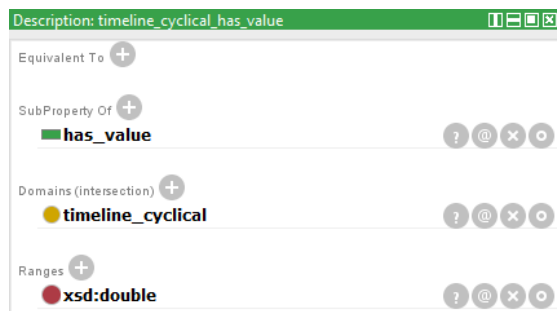 Description: timeline_cyclical_has_value
Equivalent To
SubProperty Of
has_value
Domains (intersection)
timeline_cyclical
Ranges
xsd:double